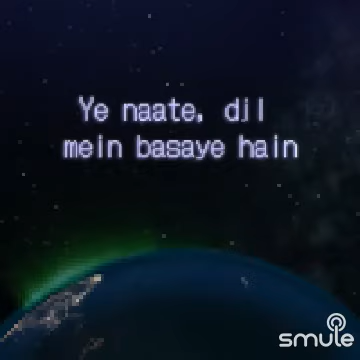 Ye naate, dil
mein basaye hain
smule